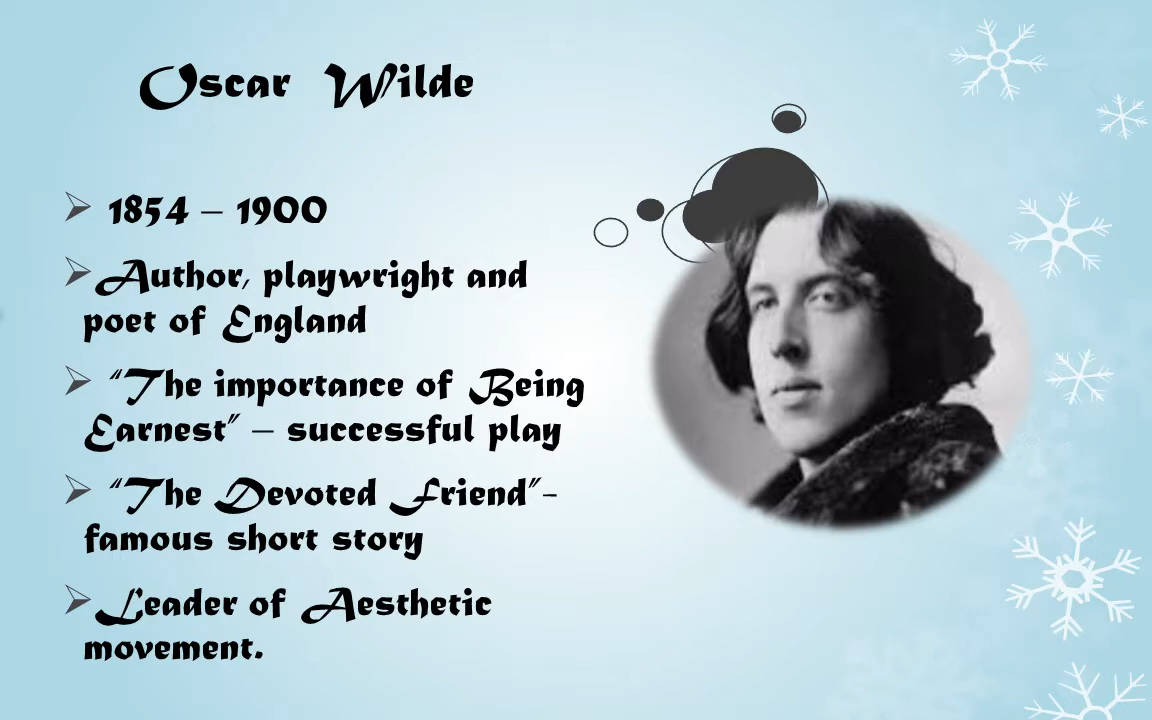 Oscar Wilde
➢ 1854 – 1900
➢ Author, playwright and
poet of England
➢ “The importance of Being
Earnest” – successful play
➢ “The Devoted Friend”-
famous short story
➢ Leader of Aesthetic
movement.